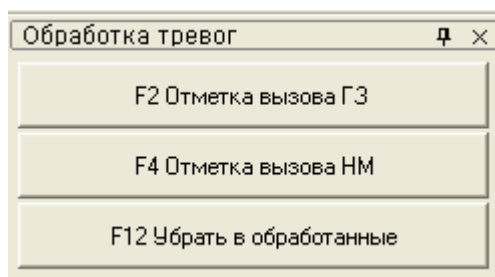 Обработка тревог
F2 Отметка вызова ГЗ
F4 Отметка вызова НМ
F12 Убрать в обработанные